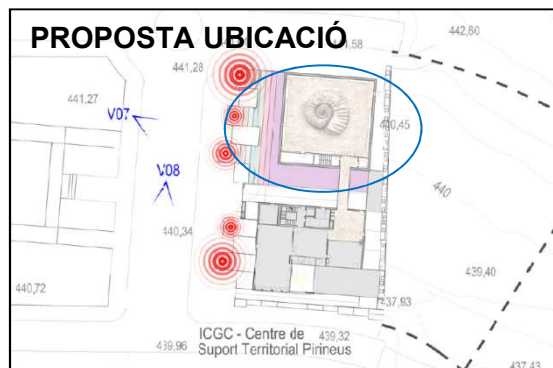 PROPOSTA UBICACIÓ
442,60
441,28
441,27
V07
V08
440
440,34
439,40
440,72
437,93
ICGC - Centre de 439,32
439,96 Suport Territorial Pirineus
437,43